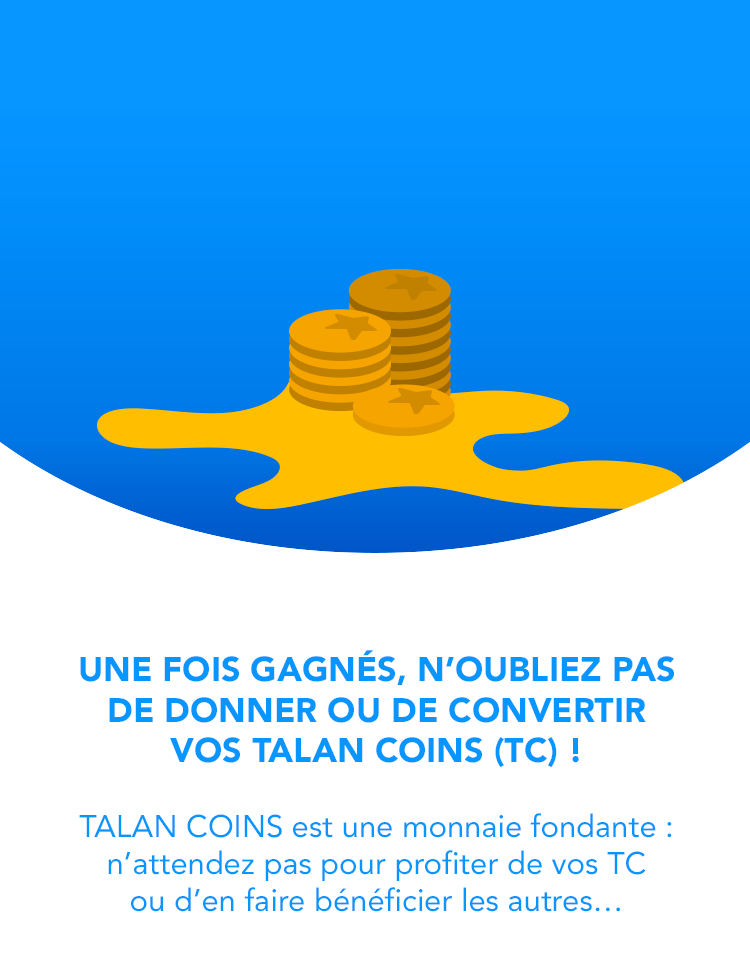 UNE FOIS GAGNÉS, N’OUBLIEZ PAS
DE DONNER OU DE CONVERTIR
VOS TALAN COINS (TC) !
TALAN COINS est une monnaie fondante :
n’attendez pas pour profiter de vos TC
ou d’en faire bénéficier les autres…